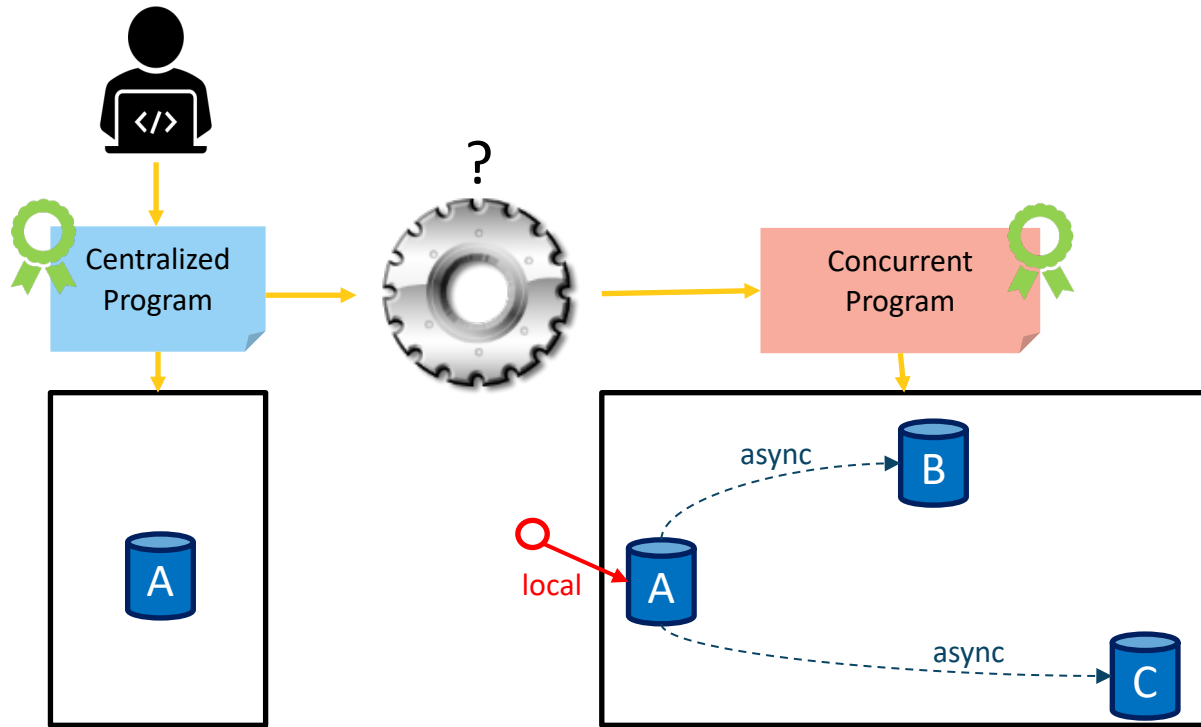 </>
?
Centralized
Program
Concurrent
Program
async
B
A
local
A
async
C